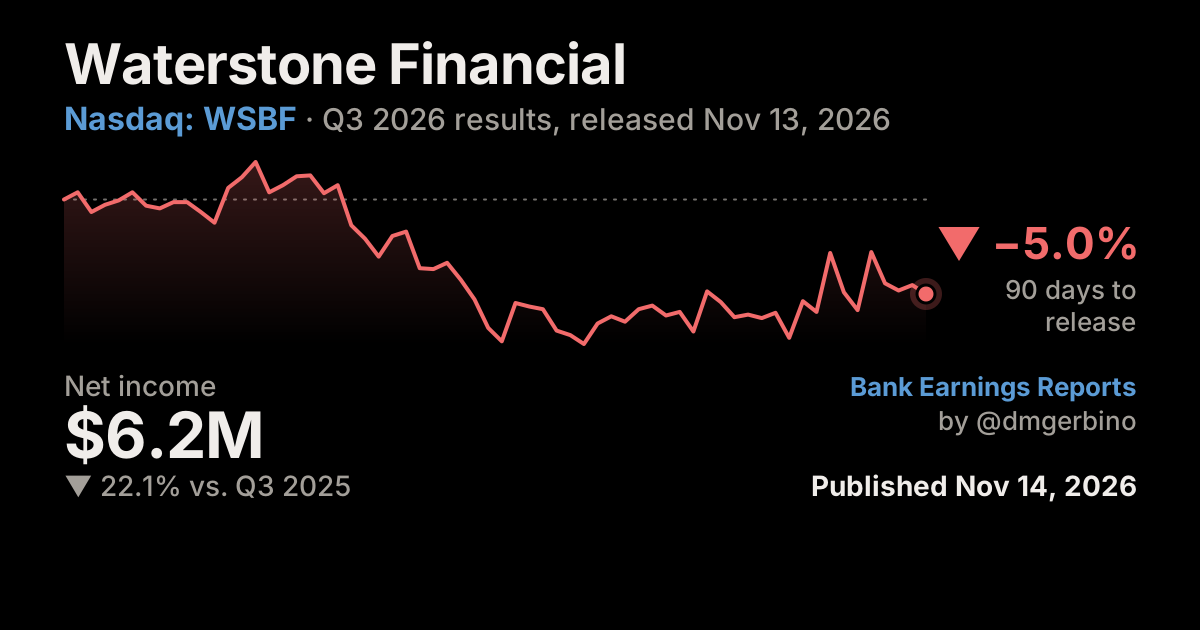 Waterstone Financial
Nasdaq: WSBF · Q3 2026 results, released Nov 13, 2026
▼ −5.0%
90 days to
release
Net income
$6.2M
▼ 22.1% vs. Q3 2025
Bank Earnings Reports
by @dmgerbino
Published Nov 14, 2026